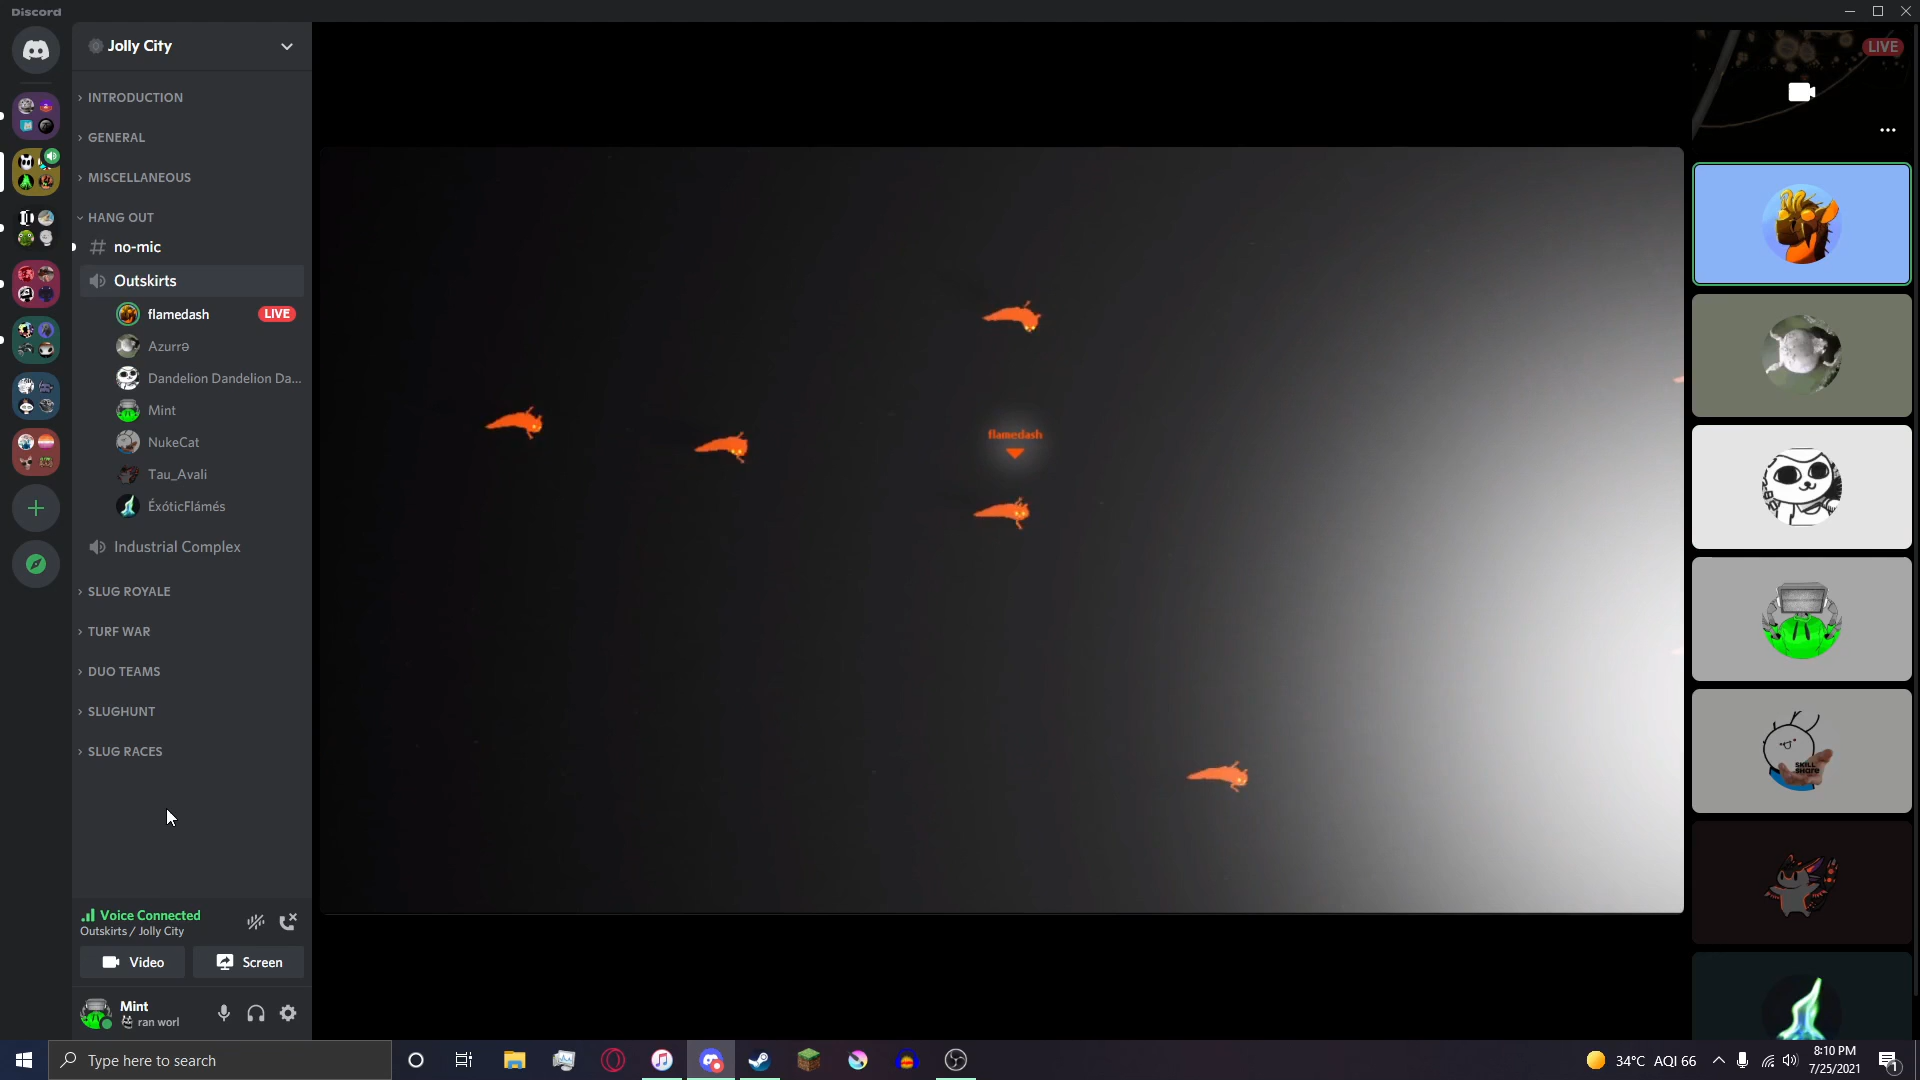 Discord
Jolly City
INTRODUCTION
GENERAL
MISCELLANEOUS
HANG OUT
no-mic
Outskirts
flamedash LIVE
Azurrə
Dandelion Dandelion Da...
Mint
NukeCat
Tau_Avali
ÉxóticFlámés
Industrial Complex
SLUG ROYALE
TURF WAR
DUO TEAMS
SLUGHUNT
SLUG RACES
Voice Connected
Outskirts / Jolly City
Video
Screen
Mint
ran worl
flamedash
LIVE
SKILL
SHARE
Type here to search
34°C AQI 66
8:10 PM
7/25/2021
1